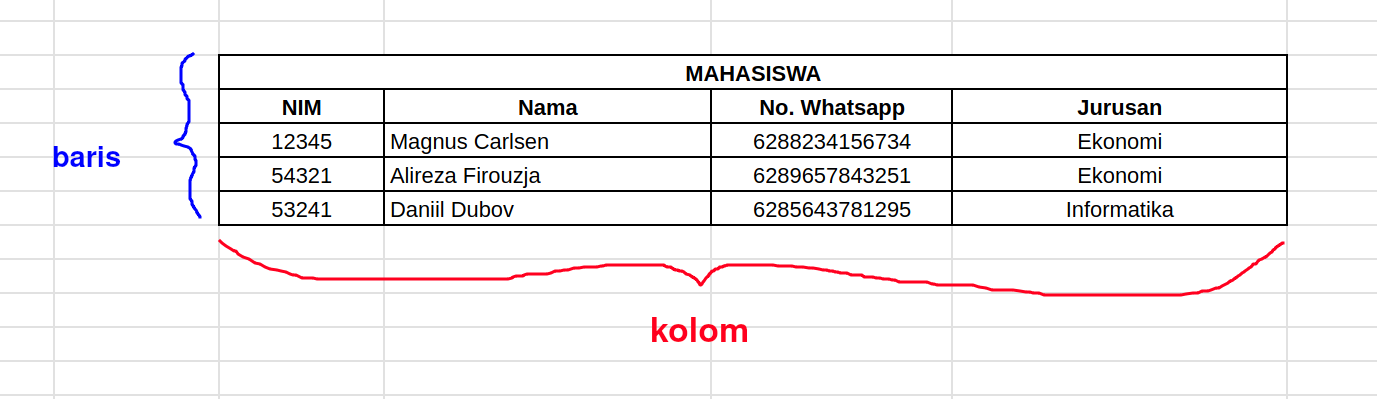 MAHASISWA
NIM Nama No. Whatsapp Jurusan
12345 Magnus Carlsen 6288234156734 Ekonomi
baris
54321 Alireza Firouzja 6289657843251 Ekonomi
53241 Daniil Dubov 6285643781295 Informatika
kolom